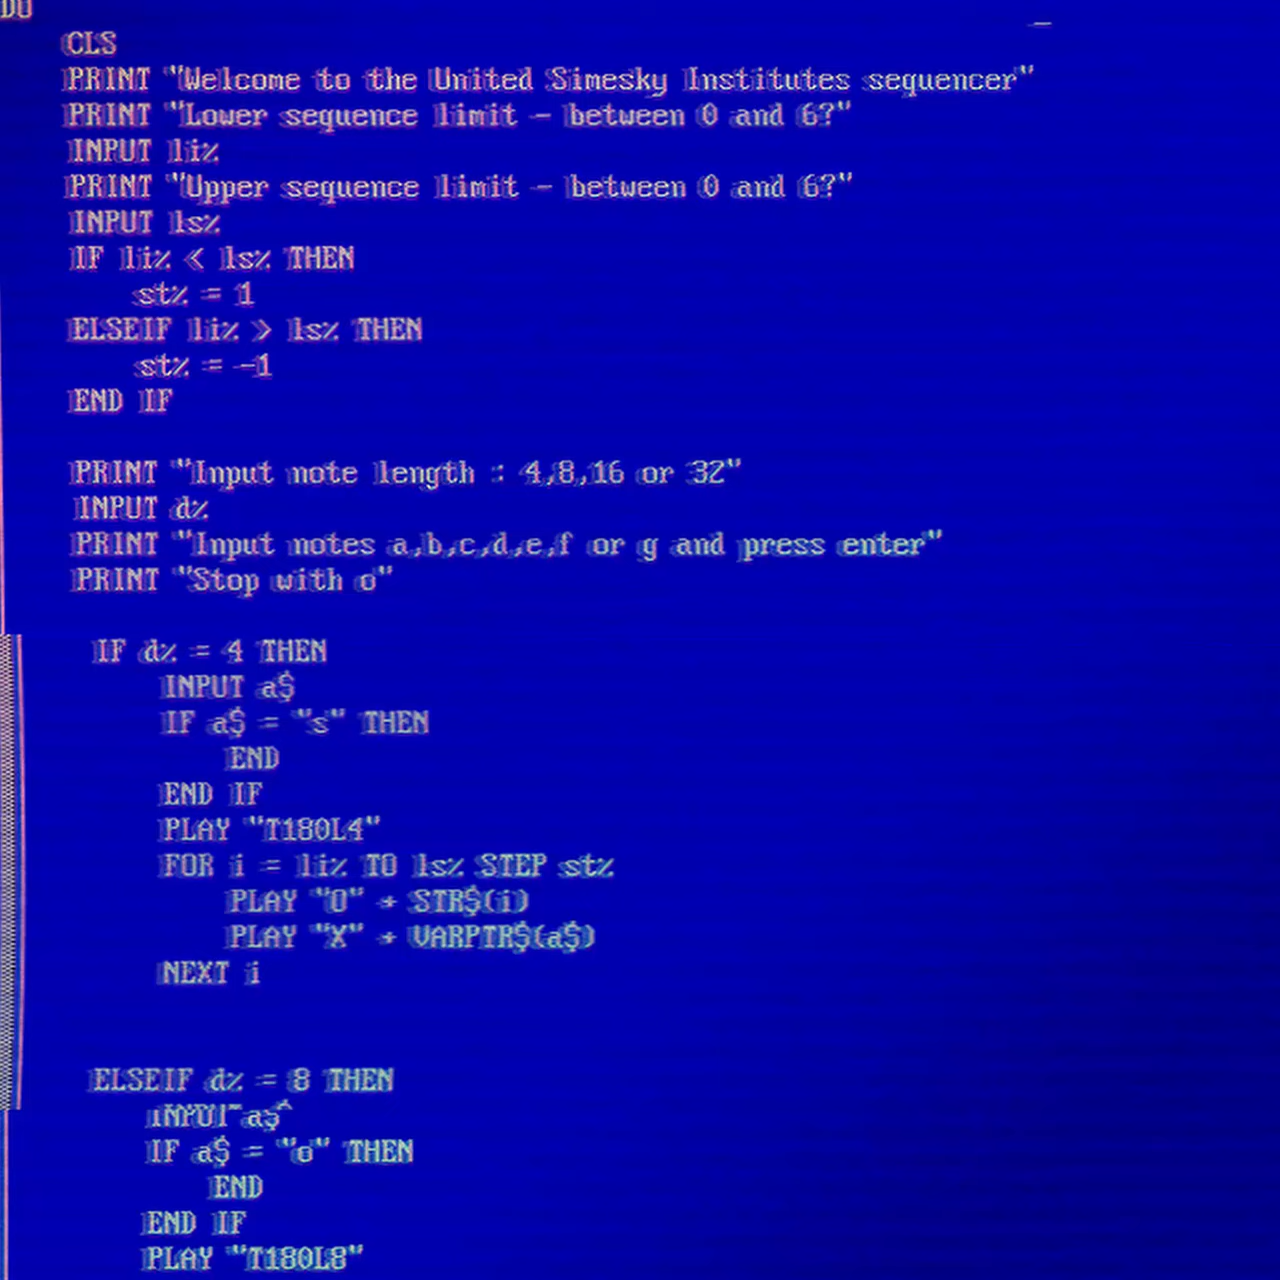 DO
CLS
PRINT "Welcome to the United Simesky Institutes sequencer"
PRINT "Lower sequence limit - between 0 and 6?"
INPUT li%
PRINT "Upper sequence limit - between 0 and 6?"
INPUT ls%
IF li% < ls% THEN
st% = 1
ELSEIF li% > ls% THEN
st% = -1
END IF
PRINT "Input note length : 4,8,16 or 32"
INPUT d%
PRINT "Input notes a,b,c,d,e,f or g and press enter"
PRINT "Stop with o"
IF d% = 4 THEN
INPUT a$
IF a$ = "s" THEN
END
END IF
PLAY "T180L4"
FOR i = li% TO ls% STEP st%
PLAY "O" + STR$(i)
PLAY "X" + VARPTR$(a$)
NEXT i
ELSEIF d% = 8 THEN
INPUT a$
IF a$ = "o" THEN
END
END IF
PLAY "T180L8"